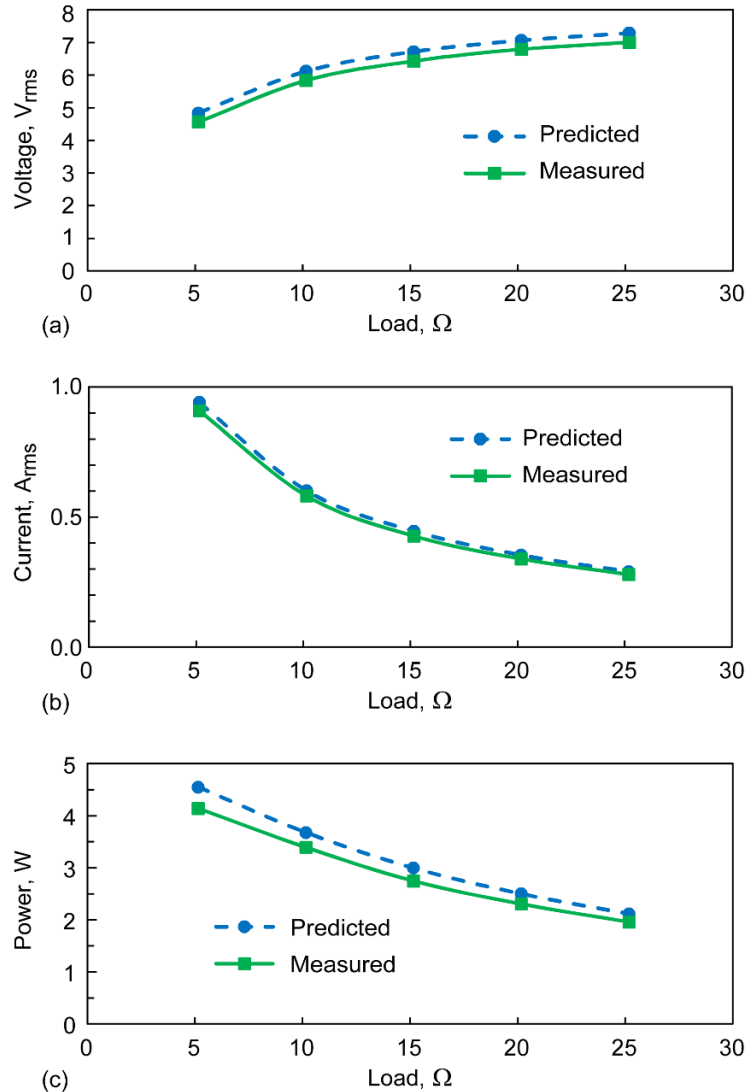 8
7
6
5
4
3
2
1
0
Voltage, Vrms
Predicted
Measured
0 5 10 15 20 25 30
(a)
Load, Ω
1.0
0.5
0.0
Current, Arms
Predicted
Measured
0 5 10 15 20 25 30
(b)
Load, Ω
5
4
3
2
1
0
Power, W
Predicted
Measured
0 5 10 15 20 25 30
(c)
Load, Ω